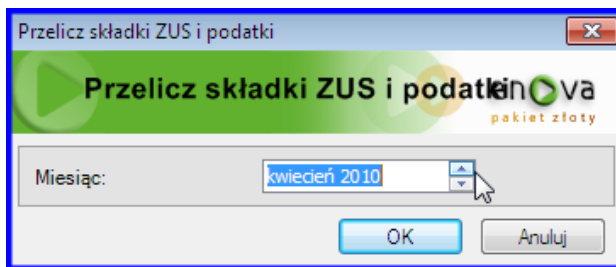 Przelicz składki ZUS i podatki
Przelicz składki ZUS i podatki enova
pakiet złoty
Miesiąc: kwiecień 2010
OK Anuluj